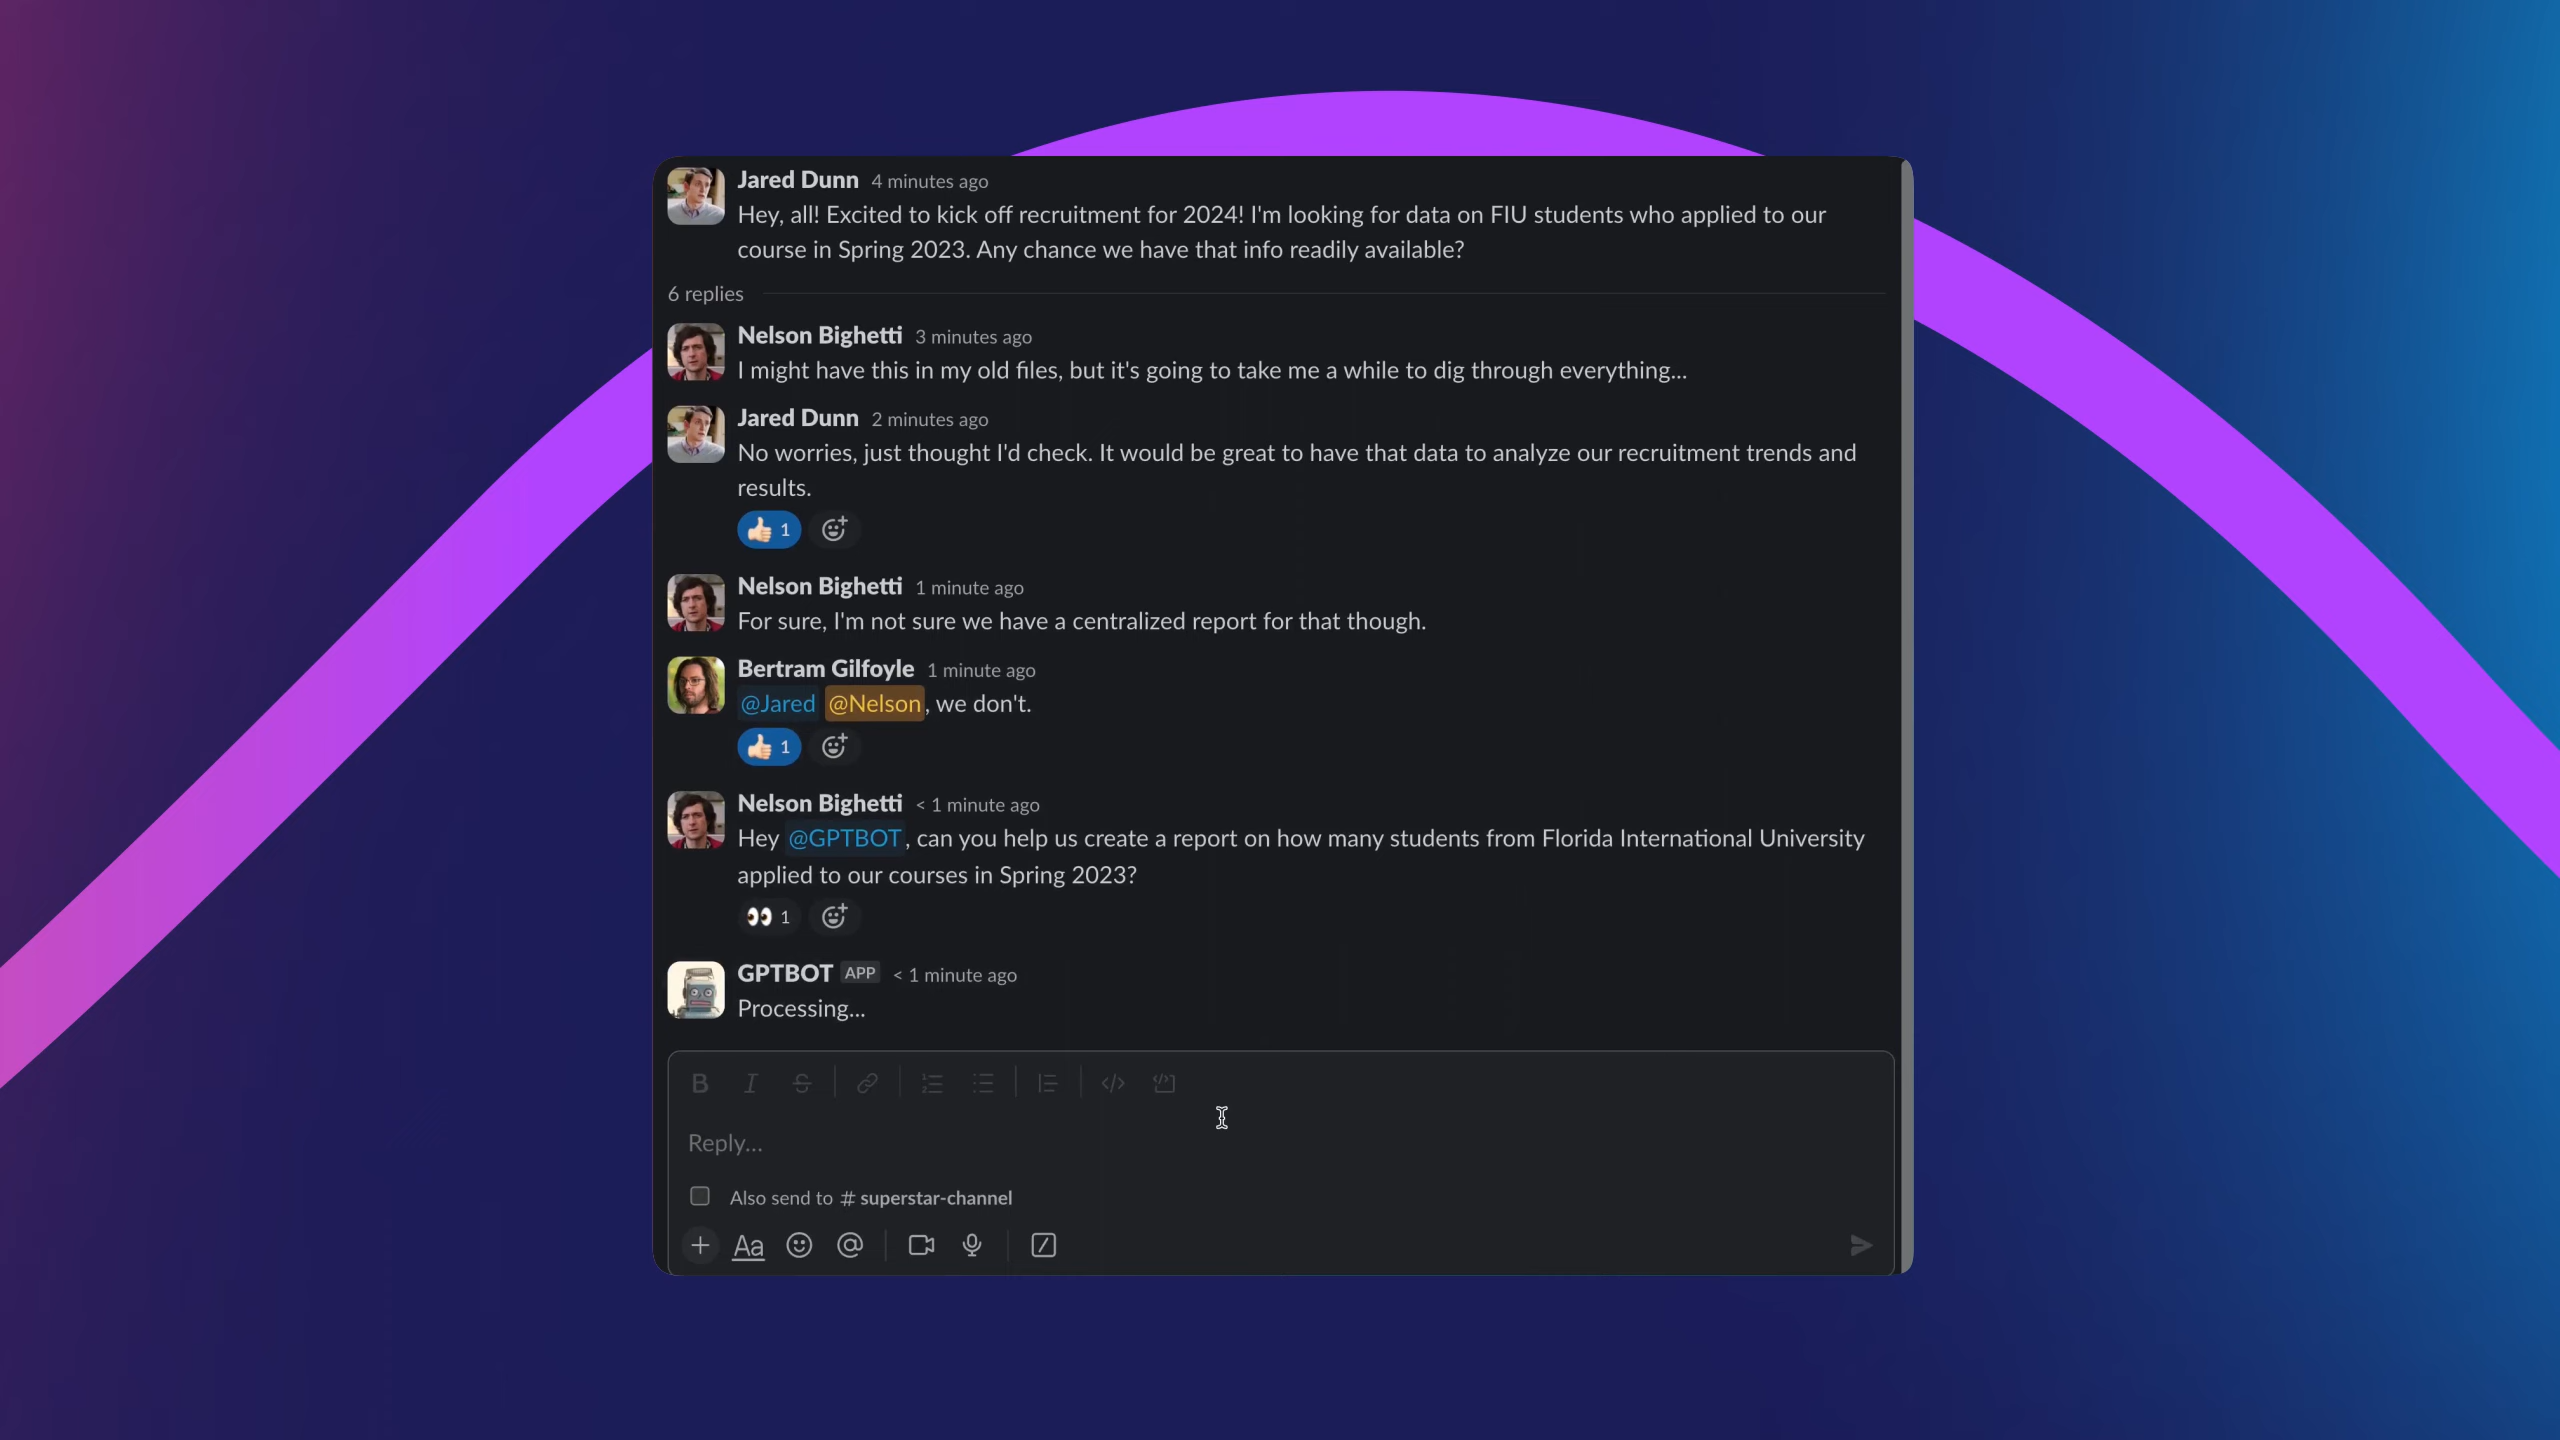 Jared Dunn 4 minutes ago
Hey, all! Excited to kick off recruitment for 2024! I'm looking for data on FIU students who applied to our
course in Spring 2023. Any chance we have that info readily available?
6 replies
Nelson Bighetti 3 minutes ago
I might have this in my old files, but it's going to take me a while to dig through everything...
Jared Dunn 2 minutes ago
No worries, just thought I'd check. It would be great to have that data to analyze our recruitment trends and
results.
👍🏻 1
Nelson Bighetti 1 minute ago
For sure, I'm not sure we have a centralized report for that though.
Bertram Gilfoyle 1 minute ago
@Jared @Nelson, we don't.
👍🏻 1
Nelson Bighetti < 1 minute ago
Hey @GPTBOT, can you help us create a report on how many students from Florida International University
applied to our courses in Spring 2023?
👀 1
GPTBOT APP < 1 minute ago
Processing...
B I S
Reply...
Also send to # superstar-channel
+ Aa @